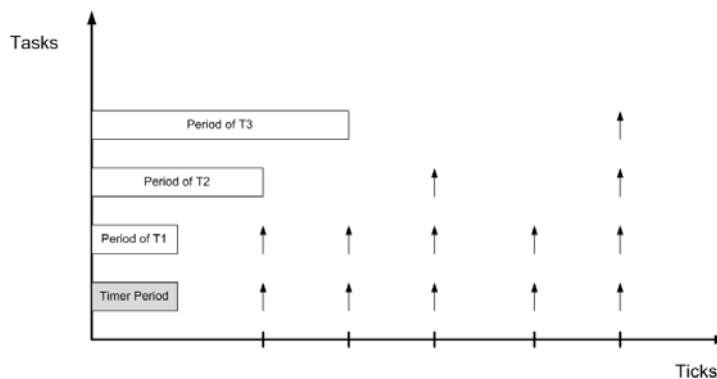 Tasks
Period of T3
Period of T2
Period of T1
Timer Period
Ticks